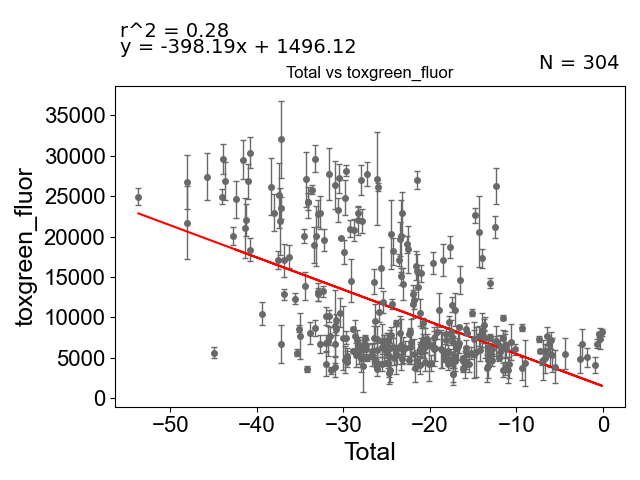 r^2 = 0.28
y = -398.19x + 1496.12
N = 304
Total vs toxgreen_fluor
35000
30000
25000
20000
15000
10000
5000
0
toxgreen_fluor
−50 −40 −30 −20 −10 0
Total